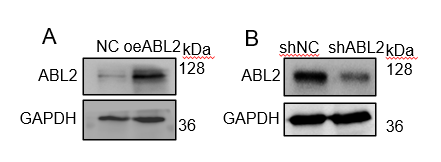 A
NC oeABL2 kDa
ABL2
128
GAPDH
36
B
shNC shABL2 kDa
ABL2
128
GAPDH
36